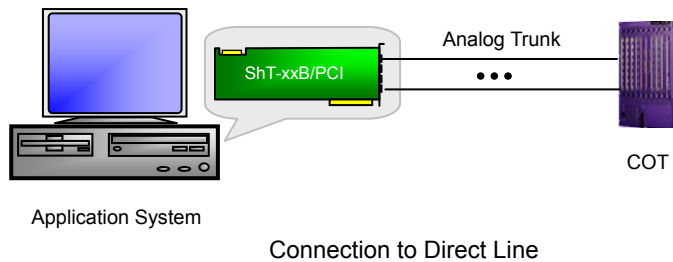 Analog Trunk
ShT-xxB/PCI
COT
Application System
Connection to Direct Line